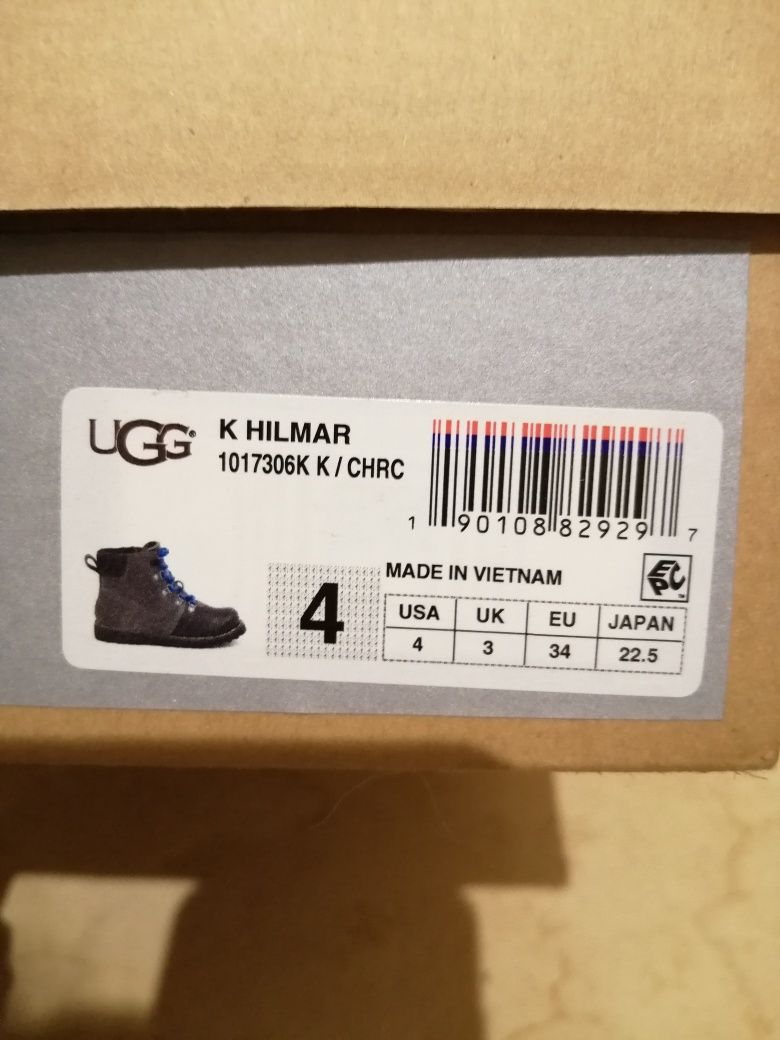 UGG®
K HILMAR
1017306K K / CHRC
1 90108 82929 7
4
MADE IN VIETNAM
EPC™
USA UK EU JAPAN
4 3 34 22.5